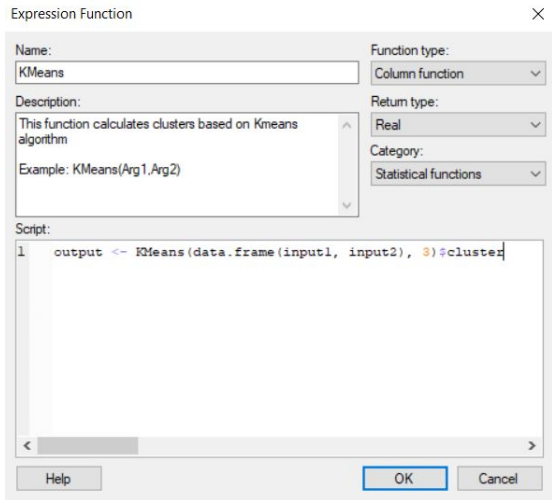 Expression Function
Name:
KMeans
Function type:
Column function
Description:
This function calculates clusters based on Kmeans
algorithm
Example: KMeans(Arg1,Arg2)
Return type:
Real
Category:
Statistical functions
Script:
1 output <- KMeans(data.frame(input1, input2), 3)$cluster
Help
OK
Cancel